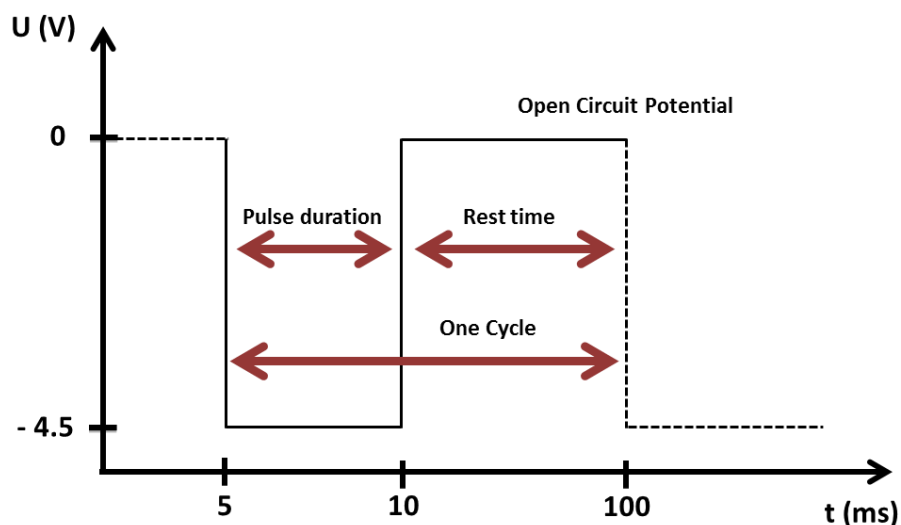 U (V)
Open Circuit Potential
0
Pulse duration
Rest time
One Cycle
- 4.5
5
10
100
t (ms)